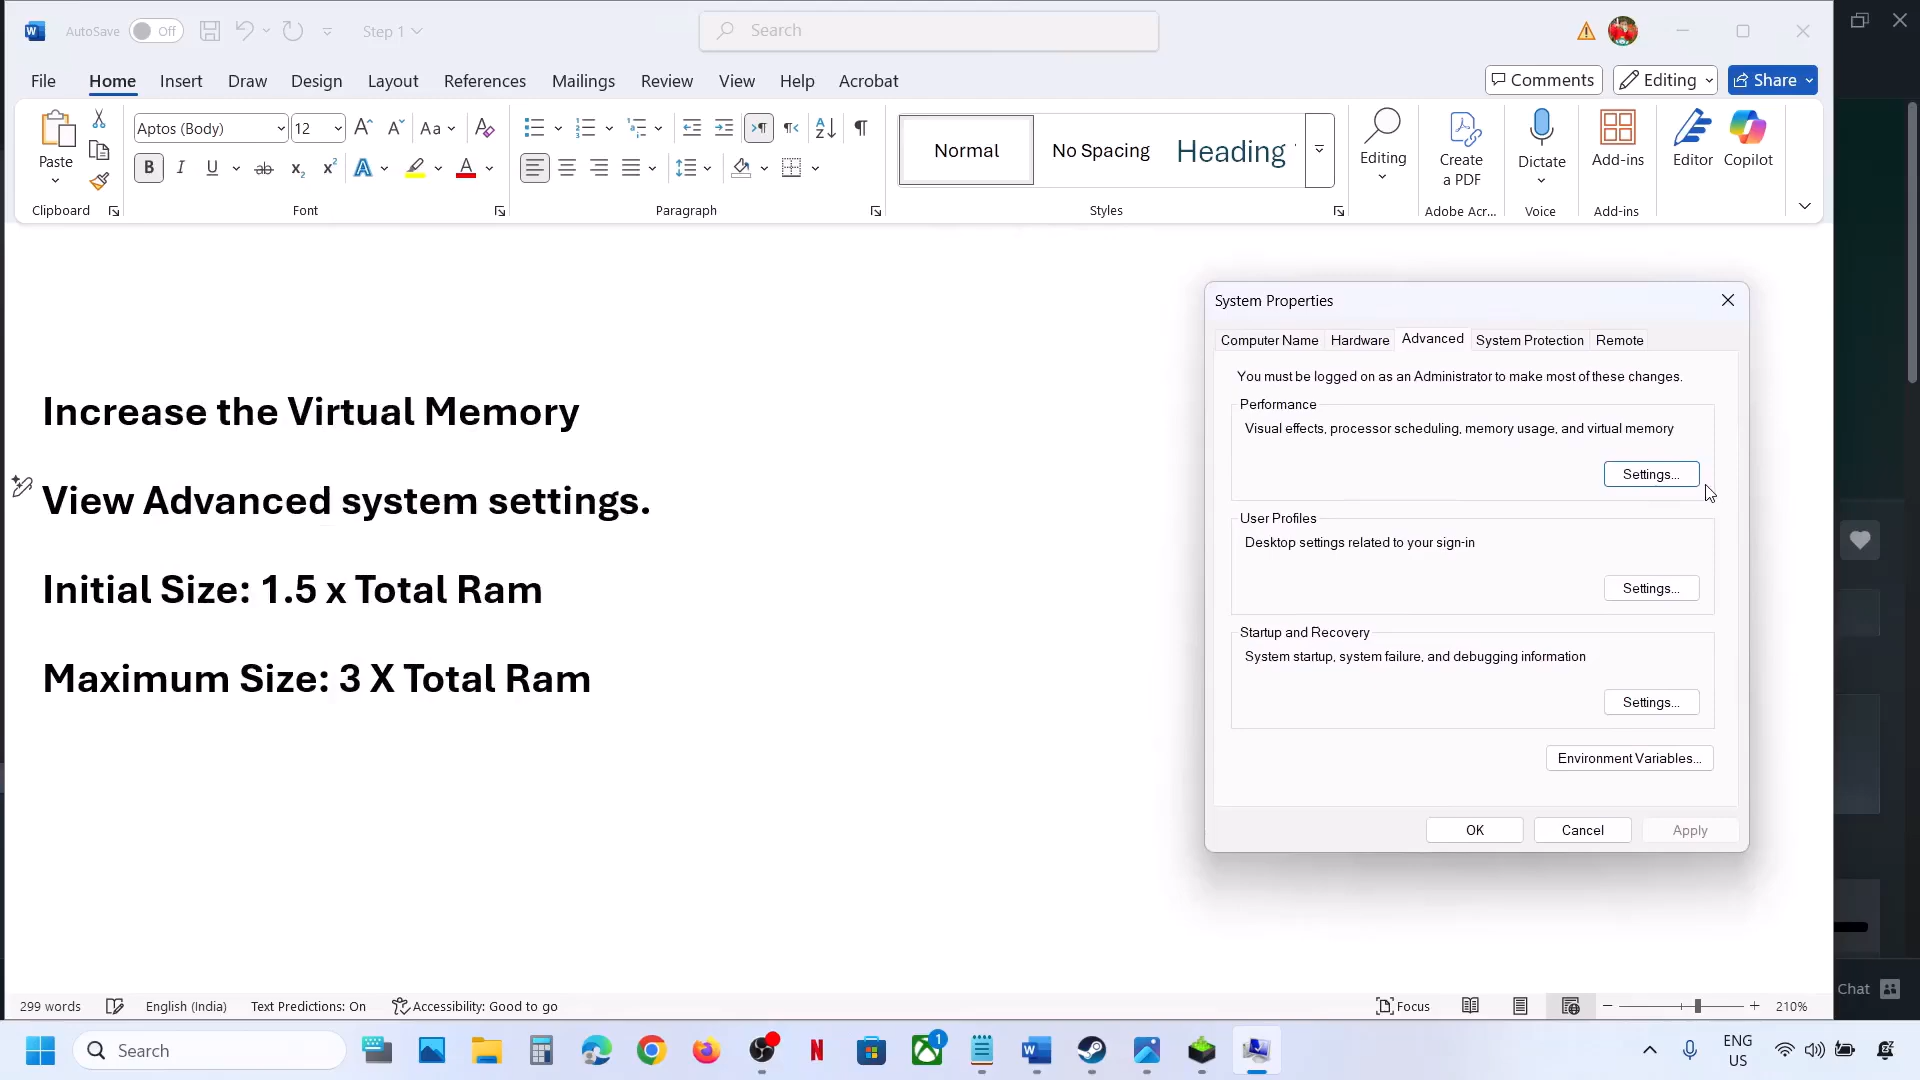 AutoSave Off Step 1 Search
File Home Insert Draw Design Layout References Mailings Review View Help Acrobat Comments Editing Share
Paste
Clipboard
Aptos (Body) 12
Font
Paragraph
Normal No Spacing Heading
Styles
Editing
Create
a PDF
Adobe Acr...
Dictate
Voice
Add-ins
Add-ins
Editor Copilot
Increase the Virtual Memory
View Advanced system settings.
Initial Size: 1.5 x Total Ram
Maximum Size: 3 X Total Ram
System Properties
Computer Name Hardware Advanced System Protection Remote
You must be logged on as an Administrator to make most of these changes.
Performance
Visual effects, processor scheduling, memory usage, and virtual memory
Settings...
User Profiles
Desktop settings related to your sign-in
Settings...
Startup and Recovery
System startup, system failure, and debugging information
Settings...
Environment Variables...
OK Cancel Apply
Chat
299 words English (India) Text Predictions: On Accessibility: Good to go Focus 210%
Search
1
ENG
US